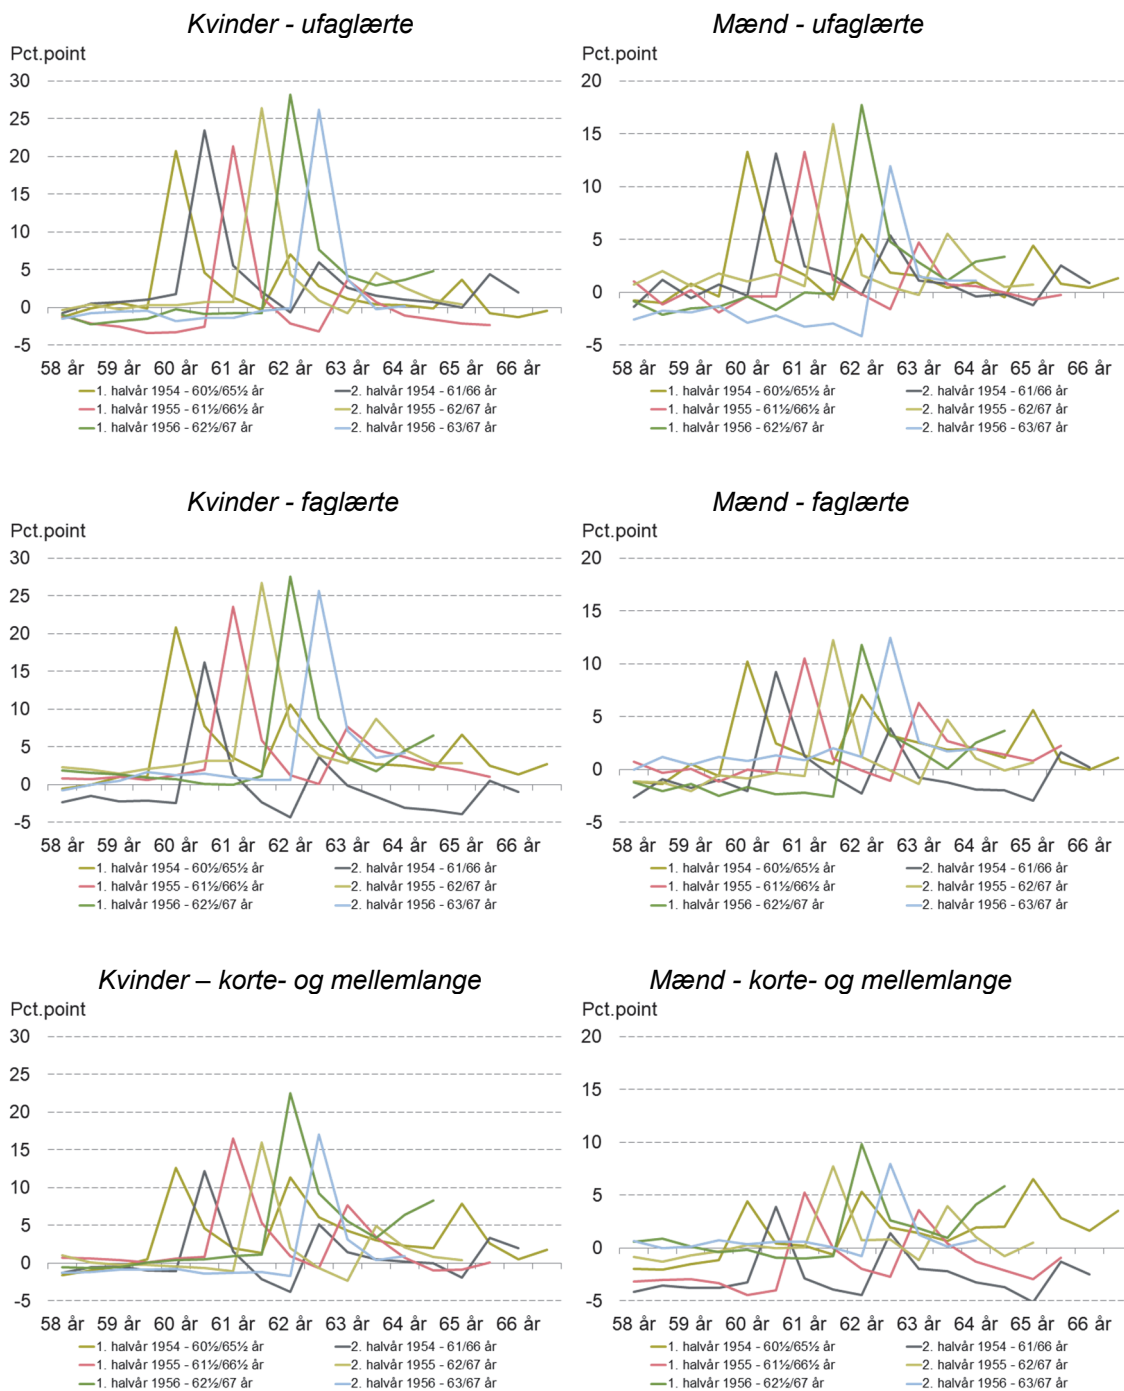 Kvinder - ufaglærte
Pct.point
30
25
20
15
10
5
0
-5
58 år 59 år 60 år 61 år 62 år 63 år 64 år 65 år 66 år
1. halvår 1954 - 60½/65½ år 2. halvår 1954 - 61/66 år
1. halvår 1955 - 61½/66½ år 2. halvår 1955 - 62/67 år
1. halvår 1956 - 62½/67 år 2. halvår 1956 - 63/67 år
Mænd - ufaglærte
Pct.point
20
15
10
5
0
-5
58 år 59 år 60 år 61 år 62 år 63 år 64 år 65 år 66 år
1. halvår 1954 - 60½/65½ år 2. halvår 1954 - 61/66 år
1. halvår 1955 - 61½/66½ år 2. halvår 1955 - 62/67 år
1. halvår 1956 - 62½/67 år 2. halvår 1956 - 63/67 år
Kvinder - faglærte
Pct.point
30
25
20
15
10
5
0
-5
58 år 59 år 60 år 61 år 62 år 63 år 64 år 65 år 66 år
1. halvår 1954 - 60½/65½ år 2. halvår 1954 - 61/66 år
1. halvår 1955 - 61½/66½ år 2. halvår 1955 - 62/67 år
1. halvår 1956 - 62½/67 år 2. halvår 1956 - 63/67 år
Mænd - faglærte
Pct.point
20
15
10
5
0
-5
58 år 59 år 60 år 61 år 62 år 63 år 64 år 65 år 66 år
1. halvår 1954 - 60½/65½ år 2. halvår 1954 - 61/66 år
1. halvår 1955 - 61½/66½ år 2. halvår 1955 - 62/67 år
1. halvår 1956 - 62½/67 år 2. halvår 1956 - 63/67 år
Kvinder – korte- og mellemlange
Pct.point
30
25
20
15
10
5
0
-5
58 år 59 år 60 år 61 år 62 år 63 år 64 år 65 år 66 år
1. halvår 1954 - 60½/65½ år 2. halvår 1954 - 61/66 år
1. halvår 1955 - 61½/66½ år 2. halvår 1955 - 62/67 år
1. halvår 1956 - 62½/67 år 2. halvår 1956 - 63/67 år
Mænd - korte- og mellemlange
Pct.point
20
15
10
5
0
-5
58 år 59 år 60 år 61 år 62 år 63 år 64 år 65 år 66 år
1. halvår 1954 - 60½/65½ år 2. halvår 1954 - 61/66 år
1. halvår 1955 - 61½/66½ år 2. halvår 1955 - 62/67 år
1. halvår 1956 - 62½/67 år 2. halvår 1956 - 63/67 år